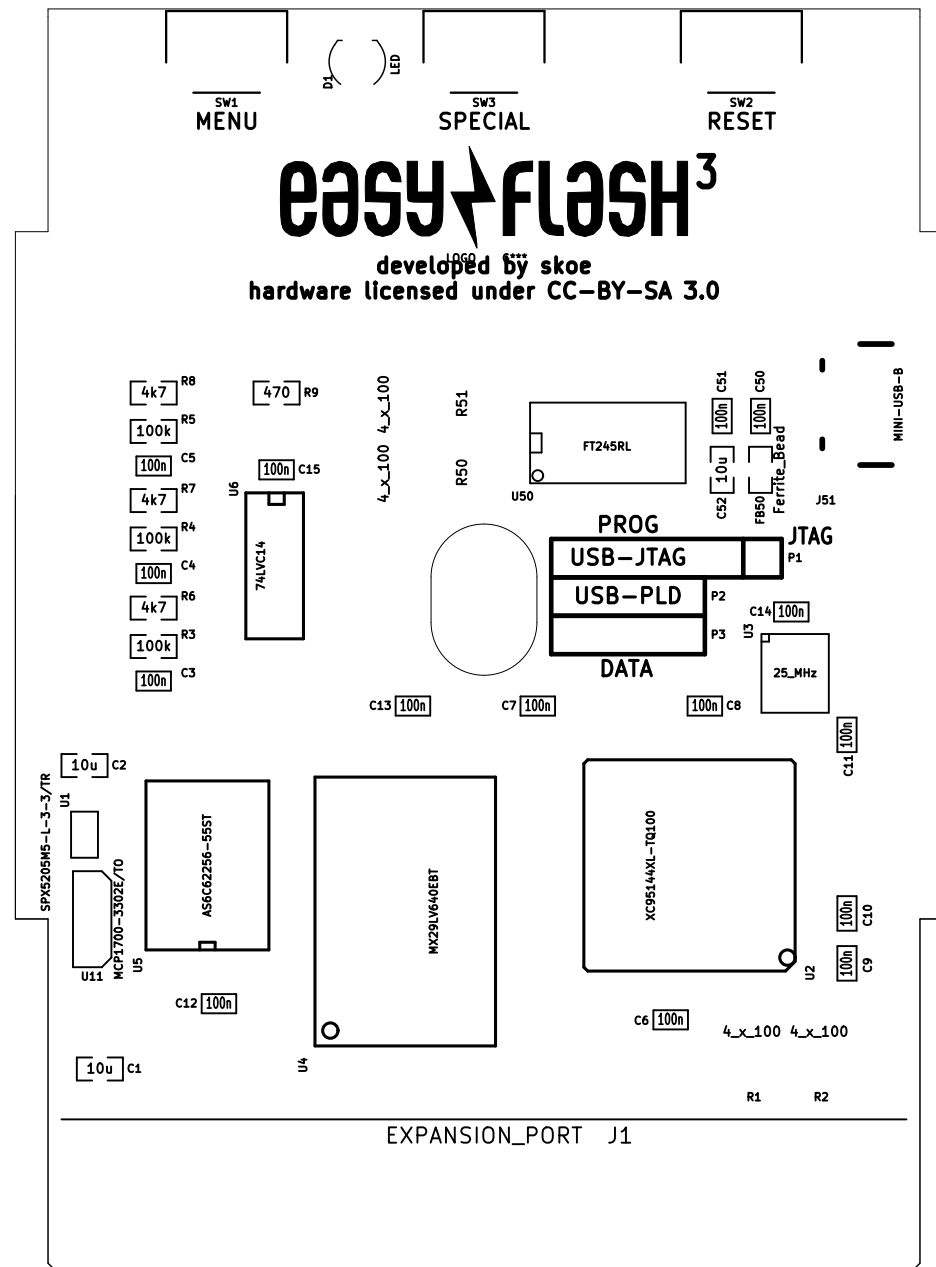 D1
LED
SW1
MENU
SW3
SPECIAL
SW2
RESET
easy flash³
LOGO G***
developed by skoe
hardware licensed under CC-BY-SA 3.0
4k7 R8
470 R9
4_x_100 R51
C51 100n
C50 100n
MINI-USB-B
J51
100k R5
100n C5
100n C15
4_x_100 R50
FT245RL
U50
10u C52
Ferrite_Bead
FB50
4k7 R7
U6
74LVC14
100k R4
100n C4
4k7 R6
100k R3
100n C3
PROG
JTAG
USB-JTAG P1
USB-PLD P2
P3
DATA
C14 100n
U3
25_MHz
C13 100n
C7 100n
100n C8
100n C11
10u C2
U1
SPX5205M5-L-3-3/TR
MCP1700-3302E/TO
U11
AS6C62256-55ST
U5
MX29LV640EBT
U4
XC95144XL-TQ100
U2
100n C10
100n C9
C12 100n
C6 100n
4_x_100 4_x_100
10u C1
R1 R2
EXPANSION_PORT J1